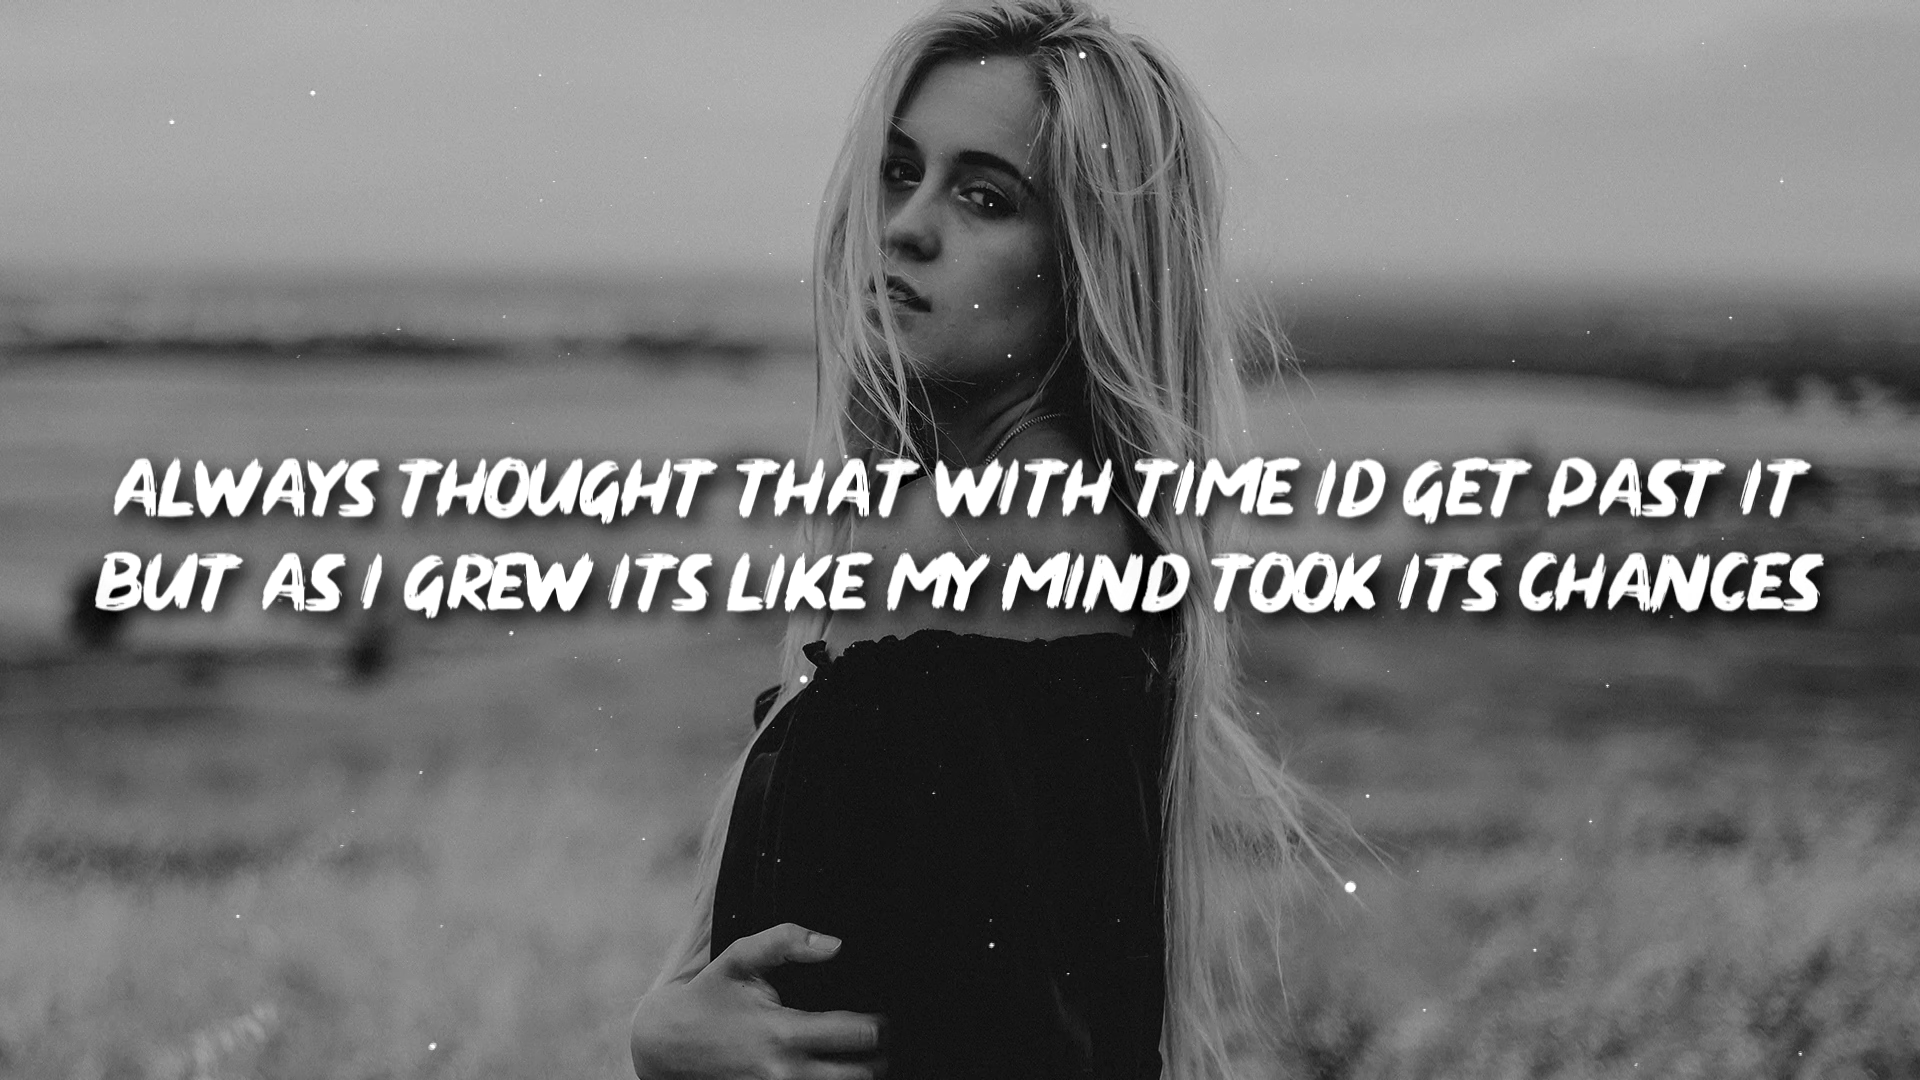 ALWAYS THOUGHT THAT WITH TIME ID GET PAST IT
BUT AS I GREW ITS LIKE MY MIND TOOK ITS CHANCES